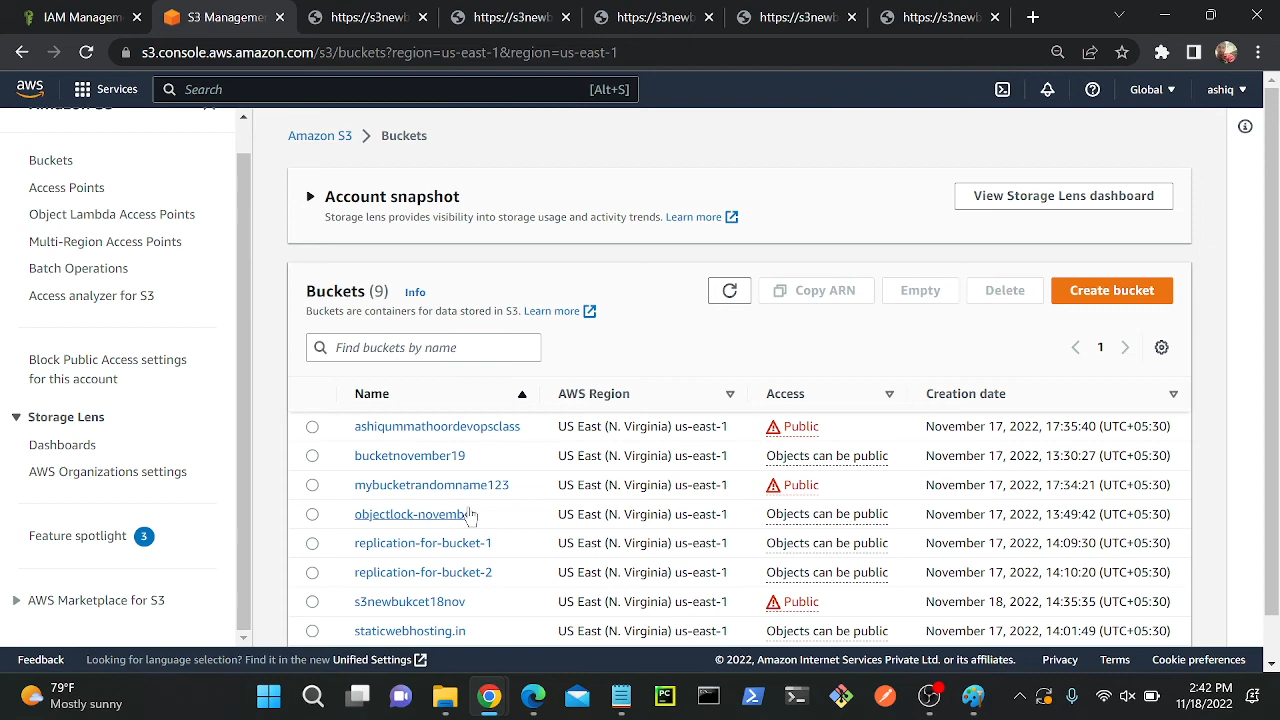 IAM Managemen
S3 Managemen
https://s3newb
https://s3newb
https://s3newb
https://s3newb
https://s3newb
s3.console.aws.amazon.com/s3/buckets?region=us-east-1&region=us-east-1
aws
Services
Search
[Alt+S]
Global
ashiq
Buckets
Access Points
Object Lambda Access Points
Multi-Region Access Points
Batch Operations
Access analyzer for S3
Block Public Access settings
for this account
Storage Lens
Dashboards
AWS Organizations settings
Feature spotlight 3
AWS Marketplace for S3
Amazon S3 > Buckets
Account snapshot
Storage lens provides visibility into storage usage and activity trends. Learn more
View Storage Lens dashboard
Buckets (9) Info
Buckets are containers for data stored in S3. Learn more
Copy ARN
Empty
Delete
Create bucket
Find buckets by name
1
Name AWS Region Access Creation date
ashiqummathoordevopsclass US East (N. Virginia) us-east-1 Public November 17, 2022, 17:35:40 (UTC+05:30)
bucketnovember19 US East (N. Virginia) us-east-1 Objects can be public November 17, 2022, 13:30:27 (UTC+05:30)
mybucketrandomname123 US East (N. Virginia) us-east-1 Public November 17, 2022, 17:34:21 (UTC+05:30)
objectlock-novemb US East (N. Virginia) us-east-1 Objects can be public November 17, 2022, 13:49:42 (UTC+05:30)
replication-for-bucket-1 US East (N. Virginia) us-east-1 Objects can be public November 17, 2022, 14:09:30 (UTC+05:30)
replication-for-bucket-2 US East (N. Virginia) us-east-1 Objects can be public November 17, 2022, 14:10:20 (UTC+05:30)
s3newbukcet18nov US East (N. Virginia) us-east-1 Public November 18, 2022, 14:35:35 (UTC+05:30)
staticwebhosting.in US East (N. Virginia) us-east-1 Objects can be public November 17, 2022, 14:01:49 (UTC+05:30)
Feedback
Looking for language selection? Find it in the new Unified Settings
© 2022, Amazon Internet Services Private Ltd. or its affiliates.
Privacy
Terms
Cookie preferences
79°F
Mostly sunny
PC
2:42 PM
11/18/2022